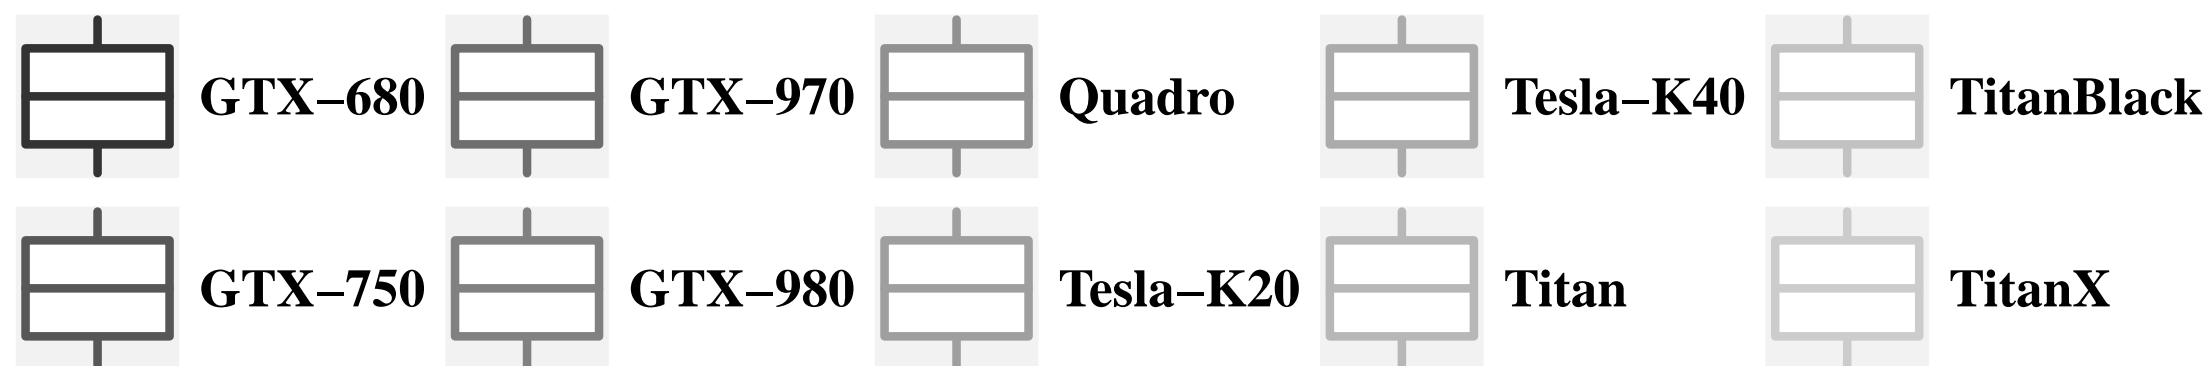 GTX−680 GTX−970 Quadro Tesla−K40 TitanBlack
GTX−750 GTX−980 Tesla−K20 Titan TitanX